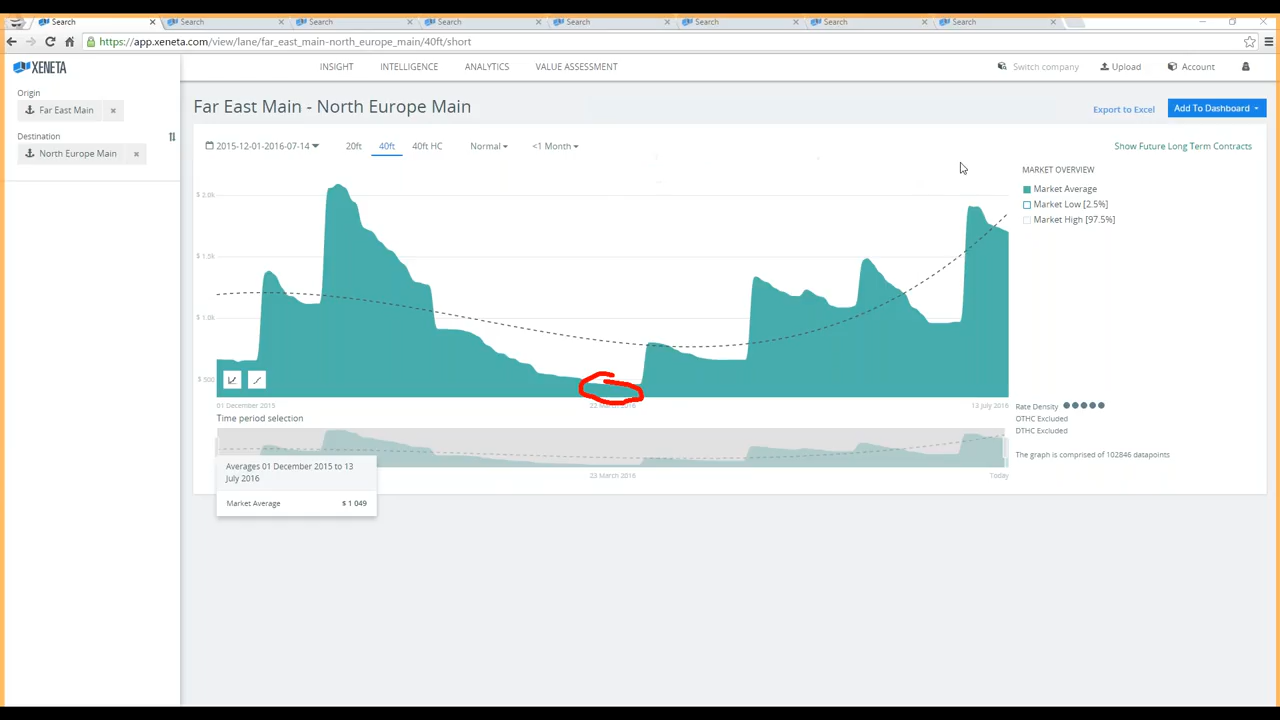 Search Search Search Search Search Search Search Search
https://app.xeneta.com/view/lane/far_east_main-north_europe_main/40ft/short
XENETA
INSIGHT INTELLIGENCE ANALYTICS VALUE ASSESSMENT Switch company Upload Account
Origin
Far East Main
Destination
North Europe Main
Far East Main - North Europe Main
Export to Excel Add To Dashboard
2015-12-01-2016-07-14 20ft 40ft 40ft HC Normal <1 Month Show Future Long Term Contracts
MARKET OVERVIEW
Market Average
Market Low [2.5%]
Market High [97.5%]
$ 2.0k
$ 1.5k
$ 1.0k
$ 500
01 December 2015 13 july 2016
Rate Density
OTHC Excluded
DTHC Excluded
The graph is comprised of 102846 datapoints
Time period selection
23 March 2016 Today
Averages 01 December 2015 to 13
July 2016
Market Average $ 1 049